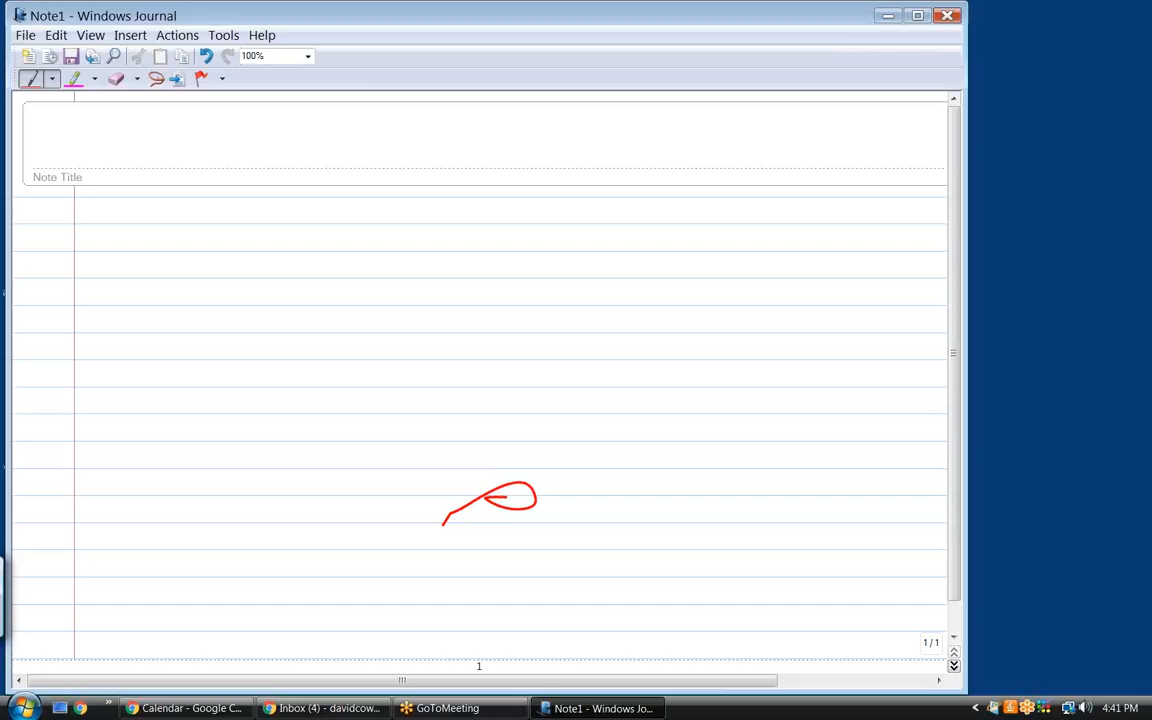 Note1 - Windows Journal
File Edit View Insert Actions Tools Help
100%
Note Title
1 / 1
1
Calendar - Google C...
Inbox (4) - davidcow...
GoToMeeting
Note1 - Windows Jo...
4:41 PM